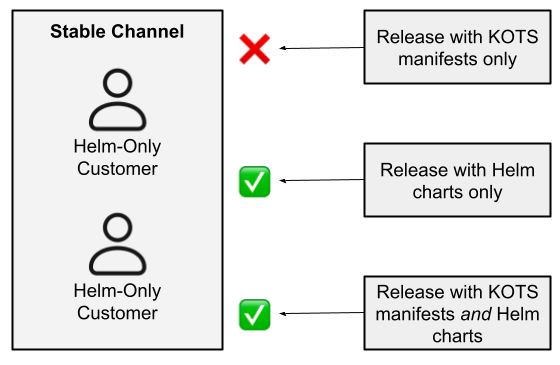 Stable Channel
Helm-Only
Customer
Helm-Only
Customer
Release with KOTS
manifests only
Release with Helm
charts only
Release with KOTS
manifests and Helm
charts